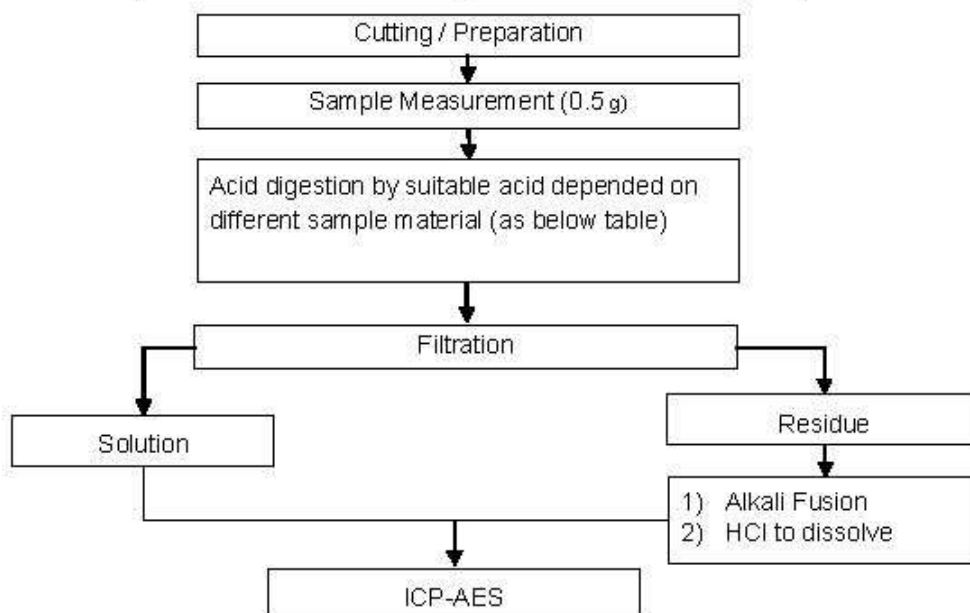 Cutting / Preparation
Sample Measurement (0.5 g)
Acid digestion by suitable acid depended on
different sample material (as below table)
Filtration
Solution
Residue
1) Alkali Fusion
2) HCl to dissolve
ICP-AES